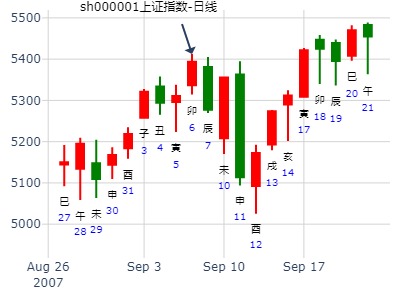 sh000001上证指数-日线
5500
5400
5300
5200
5100
5000
巳
27
午
28
未
29
申
30
酉
31
子
3
丑
4
寅
5
卯
6
辰
7
未
10
申
11
酉
12
戌
13
亥
14
寅
17
卯
18
辰
19
巳
20
午
21
Aug 26
2007
Sep 3
Sep 10
Sep 17